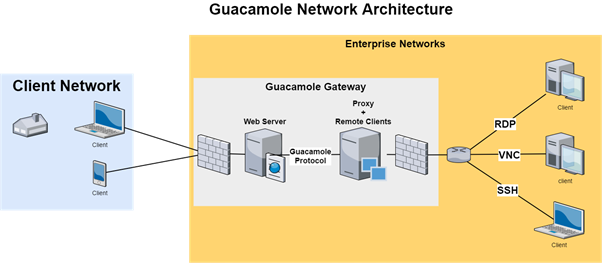 Guacamole Network Architecture
Enterprise Networks
Client Network
Guacamole Gateway
Proxy
+
Remote Clients
Web Server
Guacamole
Protocol
Client
Client
RDP
VNC
SSH
Client
Client
Client